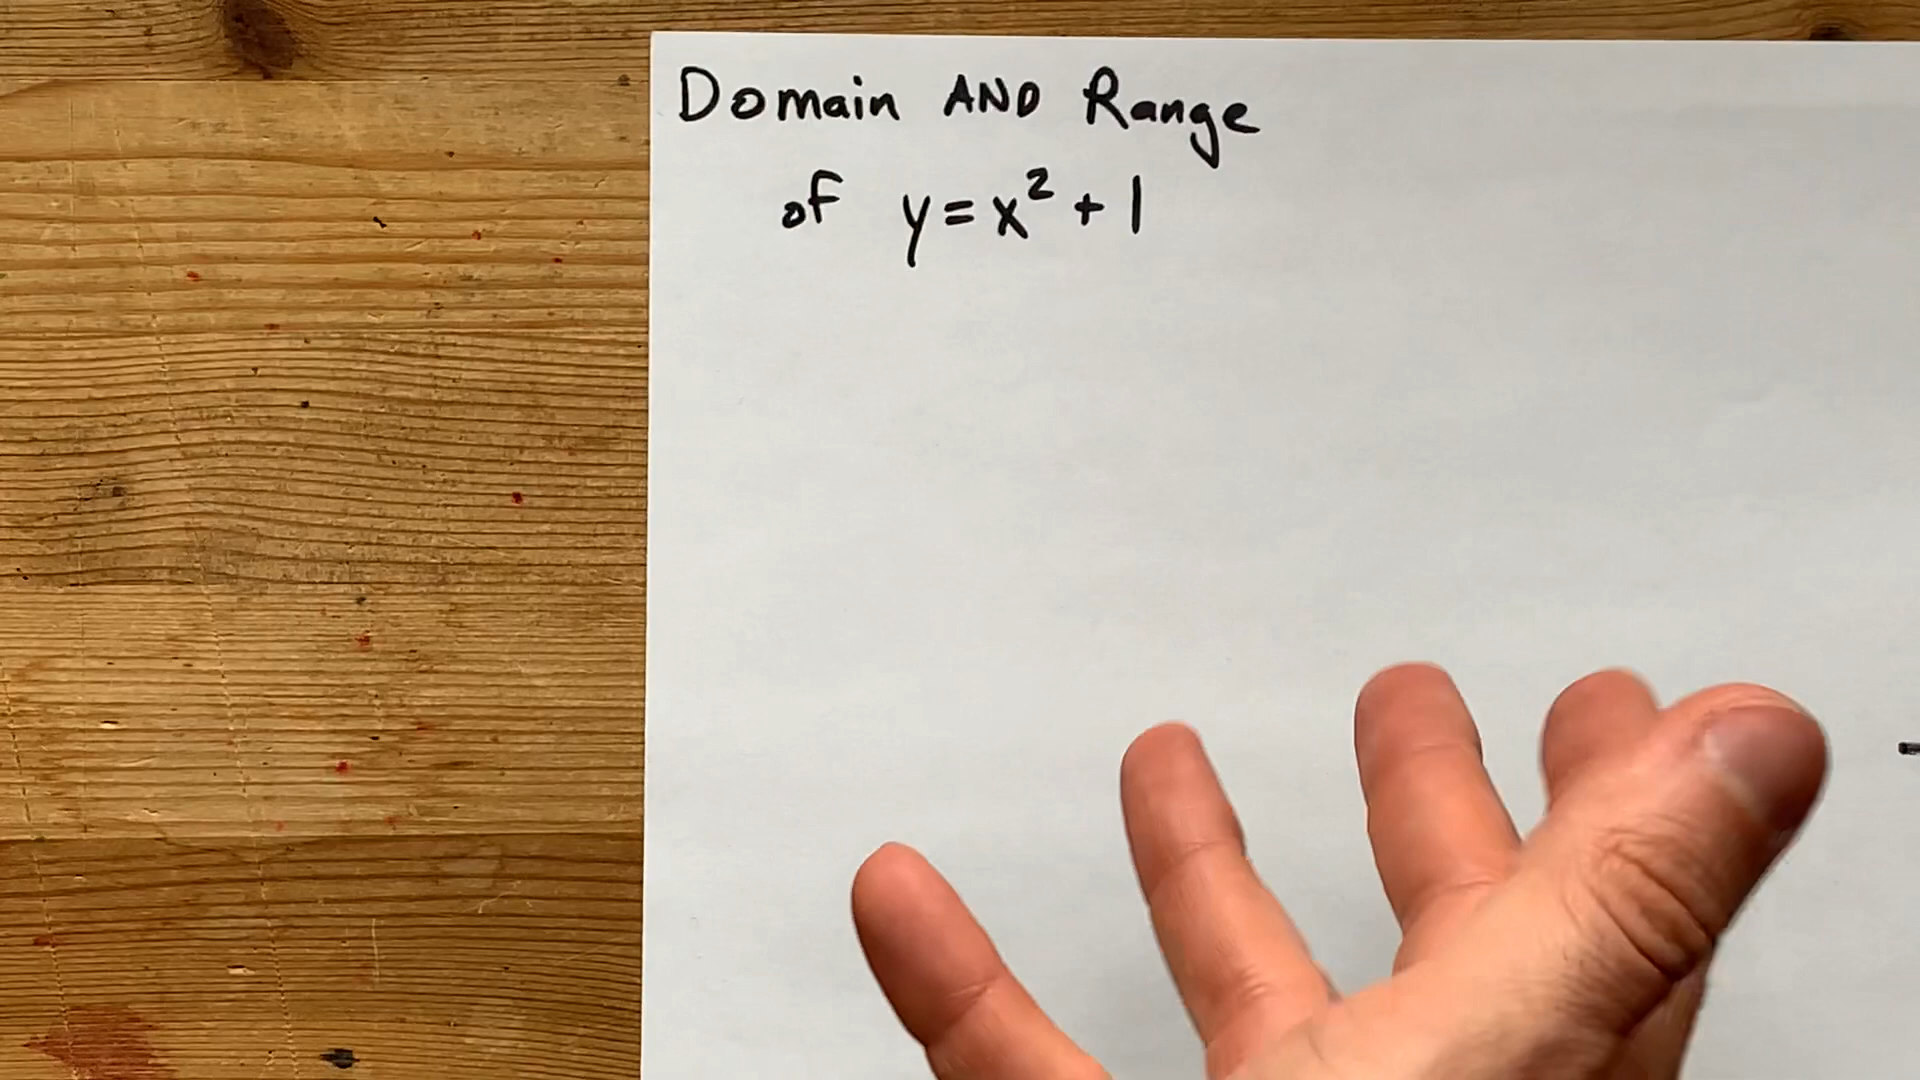 Domain AND Range
of y = x² + 1